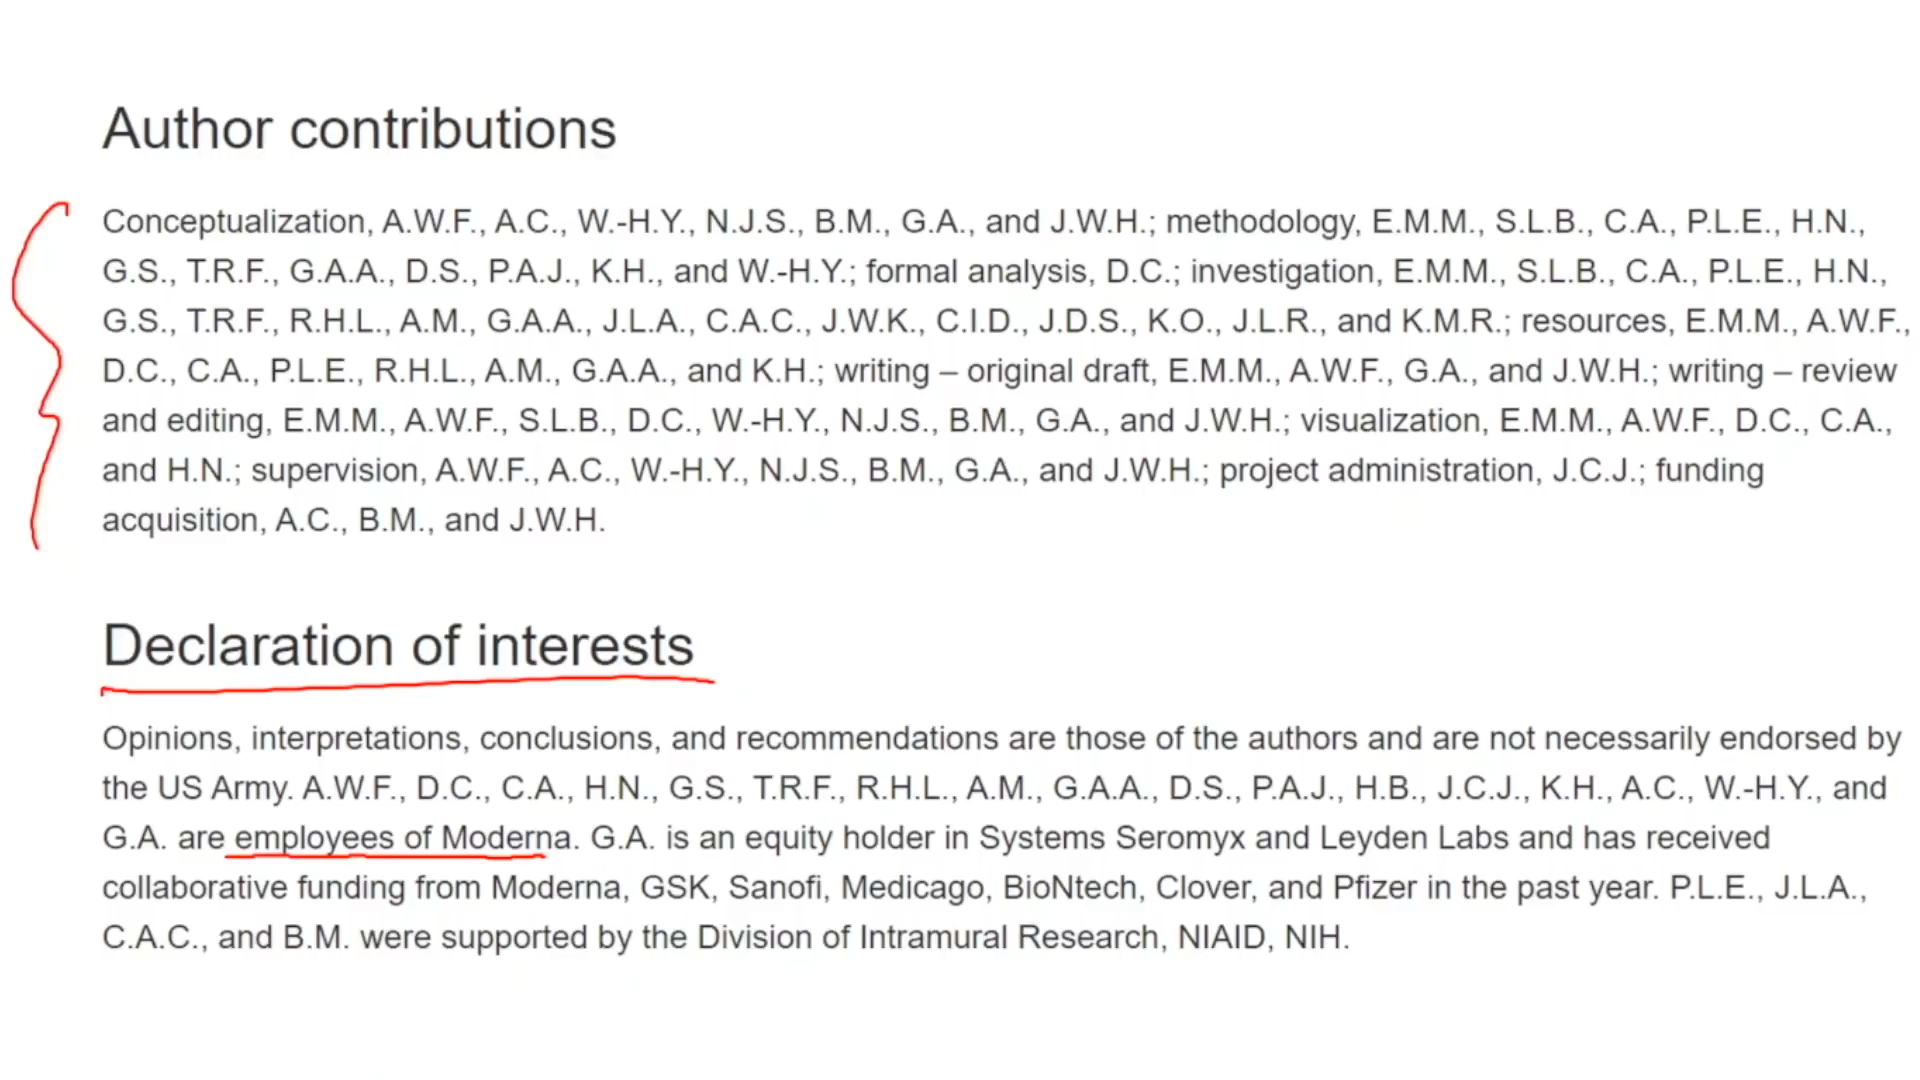 Author contributions
Conceptualization, A.W.F., A.C., W.-H.Y., N.J.S., B.M., G.A., and J.W.H.; methodology, E.M.M., S.L.B., C.A., P.L.E., H.N.,
G.S., T.R.F., G.A.A., D.S., P.A.J., K.H., and W.-H.Y.; formal analysis, D.C.; investigation, E.M.M., S.L.B., C.A., P.L.E., H.N.,
G.S., T.R.F., R.H.L., A.M., G.A.A., J.L.A., C.A.C., J.W.K., C.I.D., J.D.S., K.O., J.L.R., and K.M.R.; resources, E.M.M., A.W.F.,
D.C., C.A., P.L.E., R.H.L., A.M., G.A.A., and K.H.; writing – original draft, E.M.M., A.W.F., G.A., and J.W.H.; writing – review
and editing, E.M.M., A.W.F., S.L.B., D.C., W.-H.Y., N.J.S., B.M., G.A., and J.W.H.; visualization, E.M.M., A.W.F., D.C., C.A.,
and H.N.; supervision, A.W.F., A.C., W.-H.Y., N.J.S., B.M., G.A., and J.W.H.; project administration, J.C.J.; funding
acquisition, A.C., B.M., and J.W.H.
Declaration of interests
Opinions, interpretations, conclusions, and recommendations are those of the authors and are not necessarily endorsed by
the US Army. A.W.F., D.C., C.A., H.N., G.S., T.R.F., R.H.L., A.M., G.A.A., D.S., P.A.J., H.B., J.C.J., K.H., A.C., W.-H.Y., and
G.A. are employees of Moderna. G.A. is an equity holder in Systems Seromyx and Leyden Labs and has received
collaborative funding from Moderna, GSK, Sanofi, Medicago, BioNtech, Clover, and Pfizer in the past year. P.L.E., J.L.A.,
C.A.C., and B.M. were supported by the Division of Intramural Research, NIAID, NIH.